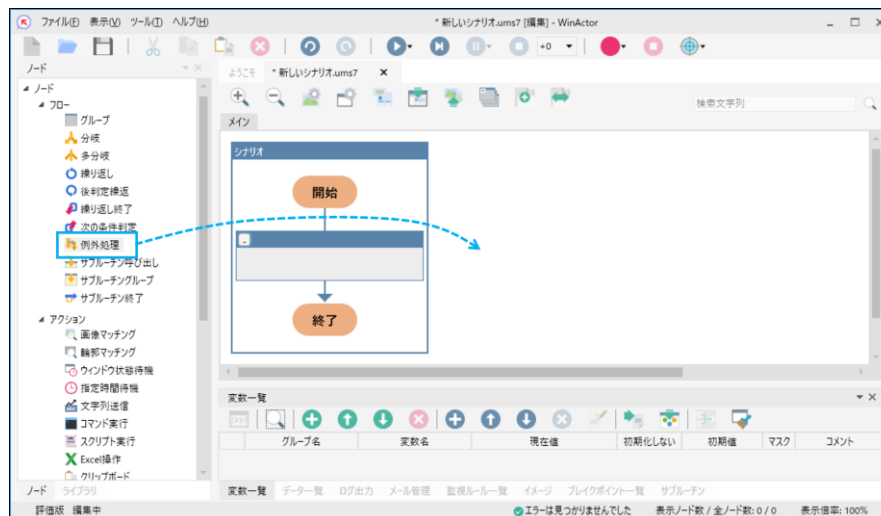 ファイル(F) 表示(V) ツール(T) ヘルプ(H)
* 新しいシナリオ.ums7 [編集] - WinActor
+0
ノード
ノード
フロー
グループ
分岐
多分岐
繰り返し
後判定繰返
繰り返し終了
次の条件判定
例外処理
サブルーチン呼び出し
サブルーチングループ
サブルーチン終了
アクション
画像マッチング
輪郭マッチング
ウィンドウ状態待機
指定時間待機
文字列送信
コマンド実行
スクリプト実行
Excel操作
クリップボード
ノード ライブラリ
ようこそ * 新しいシナリオ.ums7
検索文字列
メイン
シナリオ
開始
終了
変数一覧
グループ名 変数名 現在値 初期化しない 初期値 マスク コメント
変数一覧 データ一覧 ログ出力 メール管理 監視ルール一覧 イメージ ブレイクポイント一覧 サブルーチン
評価版 編集中 エラーは見つかりませんでした 表示ノード数 / 全ノード数: 0 / 0 表示倍率: 100%